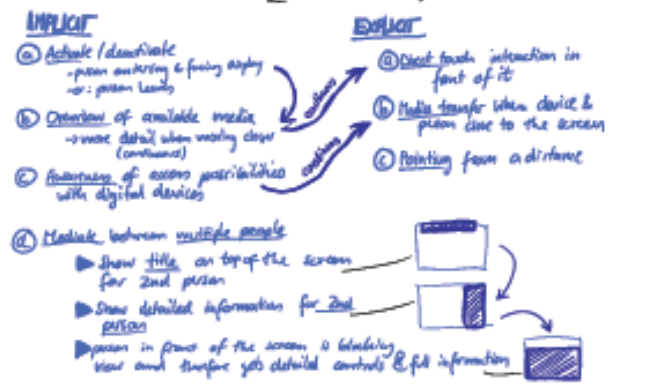 IMPLICIT
a Activate / deactivate
- person entering & facing display
- or: person leaves
b Overview of available media
→ more detail when moving closer
(continuous)
c Awareness of access possibilities
with digital devices
EXPLICIT
a Direct touch interaction in
front of it
b Media transfer when device &
person close to the screen
c Pointing from a distance
d Mediate between multiple people
Show title on top of the screen
for 2nd person
Show detailed information for 2nd
person
person in front of the screen is blocking
view and therefore gets detailed controls & full information